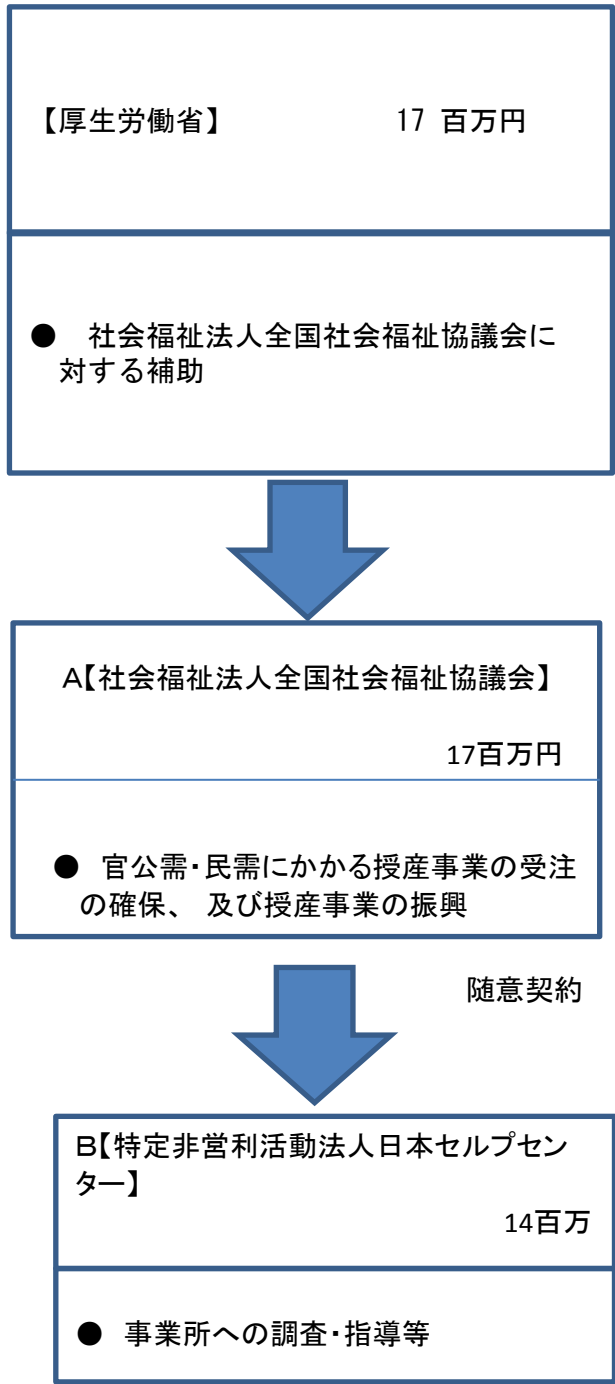 【厚生労働省】 17 百万円
● 社会福祉法人全国社会福祉協議会に
対する補助
A【社会福祉法人全国社会福祉協議会】
17百万円
● 官公需・民需にかかる授産事業の受注
の確保、 及び授産事業の振興
随意契約
B【特定非営利活動法人日本セルプセン
ター】
14百万
● 事業所への調査・指導等